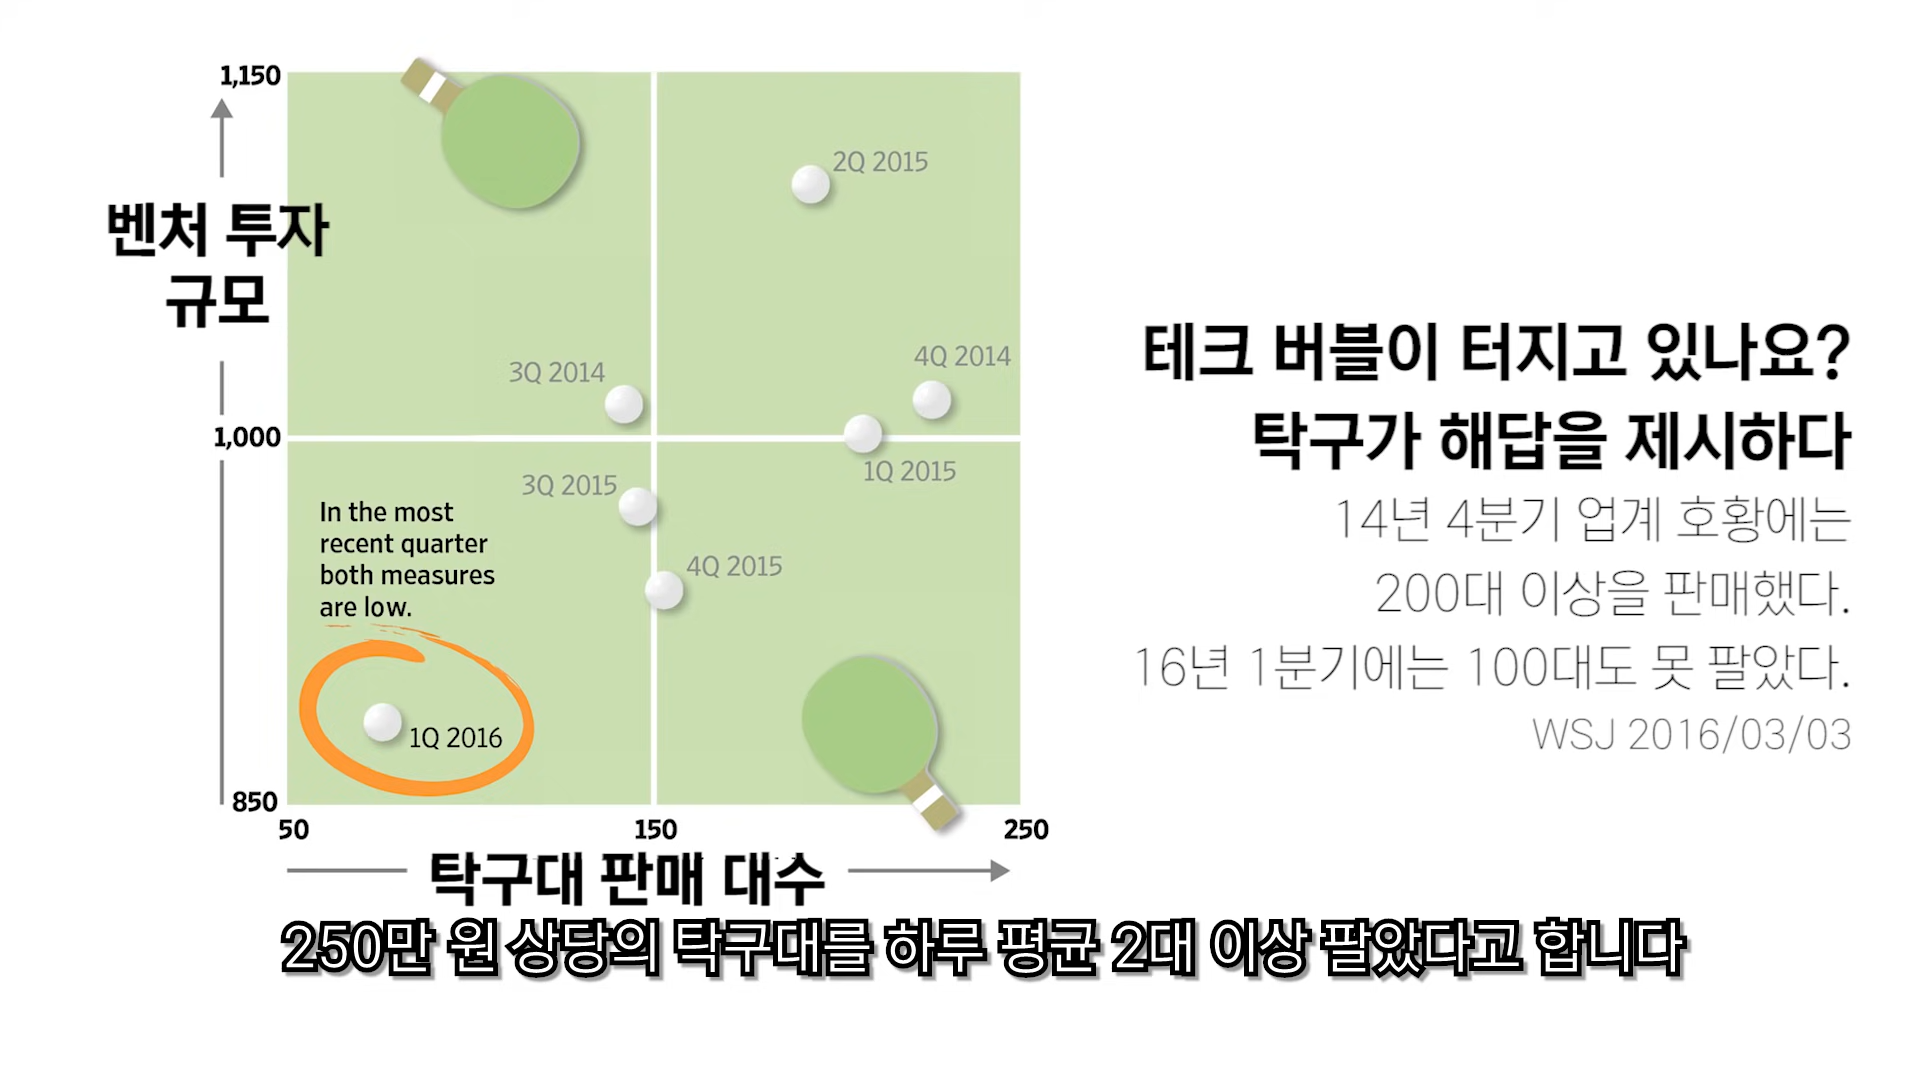 1,150
벤처 투자
규모
1,000
850
2Q 2015
3Q 2014
4Q 2014
1Q 2015
3Q 2015
4Q 2015
In the most
recent quarter
both measures
are low.
1Q 2016
50
150
250
탁구대 판매 대수
테크 버블이 터지고 있나요?
탁구가 해답을 제시하다
14년 4분기 업계 호황에는
200대 이상을 판매했다.
16년 1분기에는 100대도 못 팔았다.
WSJ 2016/03/03
250만 원 상당의 탁구대를 하루 평균 2대 이상 팔았다고 합니다